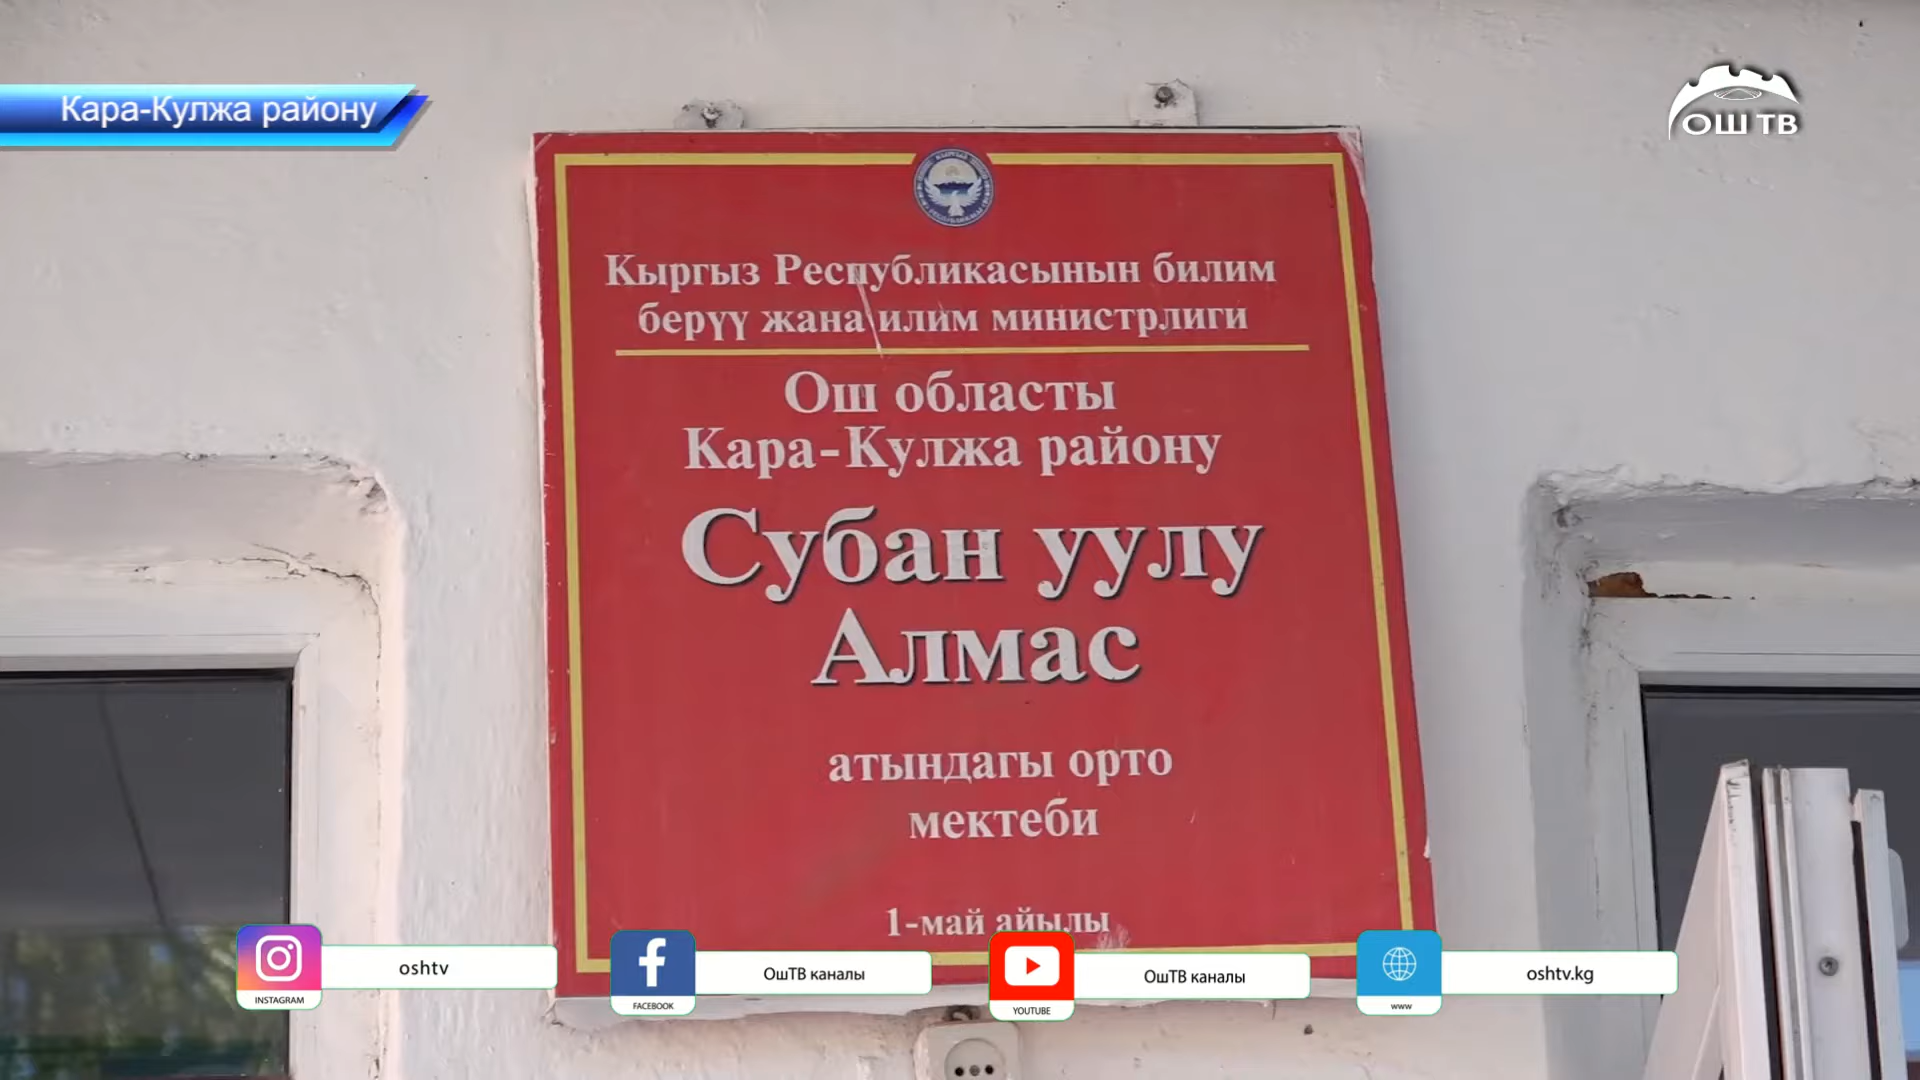 Кара-Кулжа району
ОШ ТВ
Кыргыз Республикасынын билим
берүү жана илим министрлиги
Ош областы
Кара-Кулжа району
Субан уулу
Алмас
атындагы орто
мектеби
1-май айылы
oshtv
INSTAGRAM
ОшТВ каналы
FACEBOOK
ОшТВ каналы
YOUTUBE
oshtv.kg
www